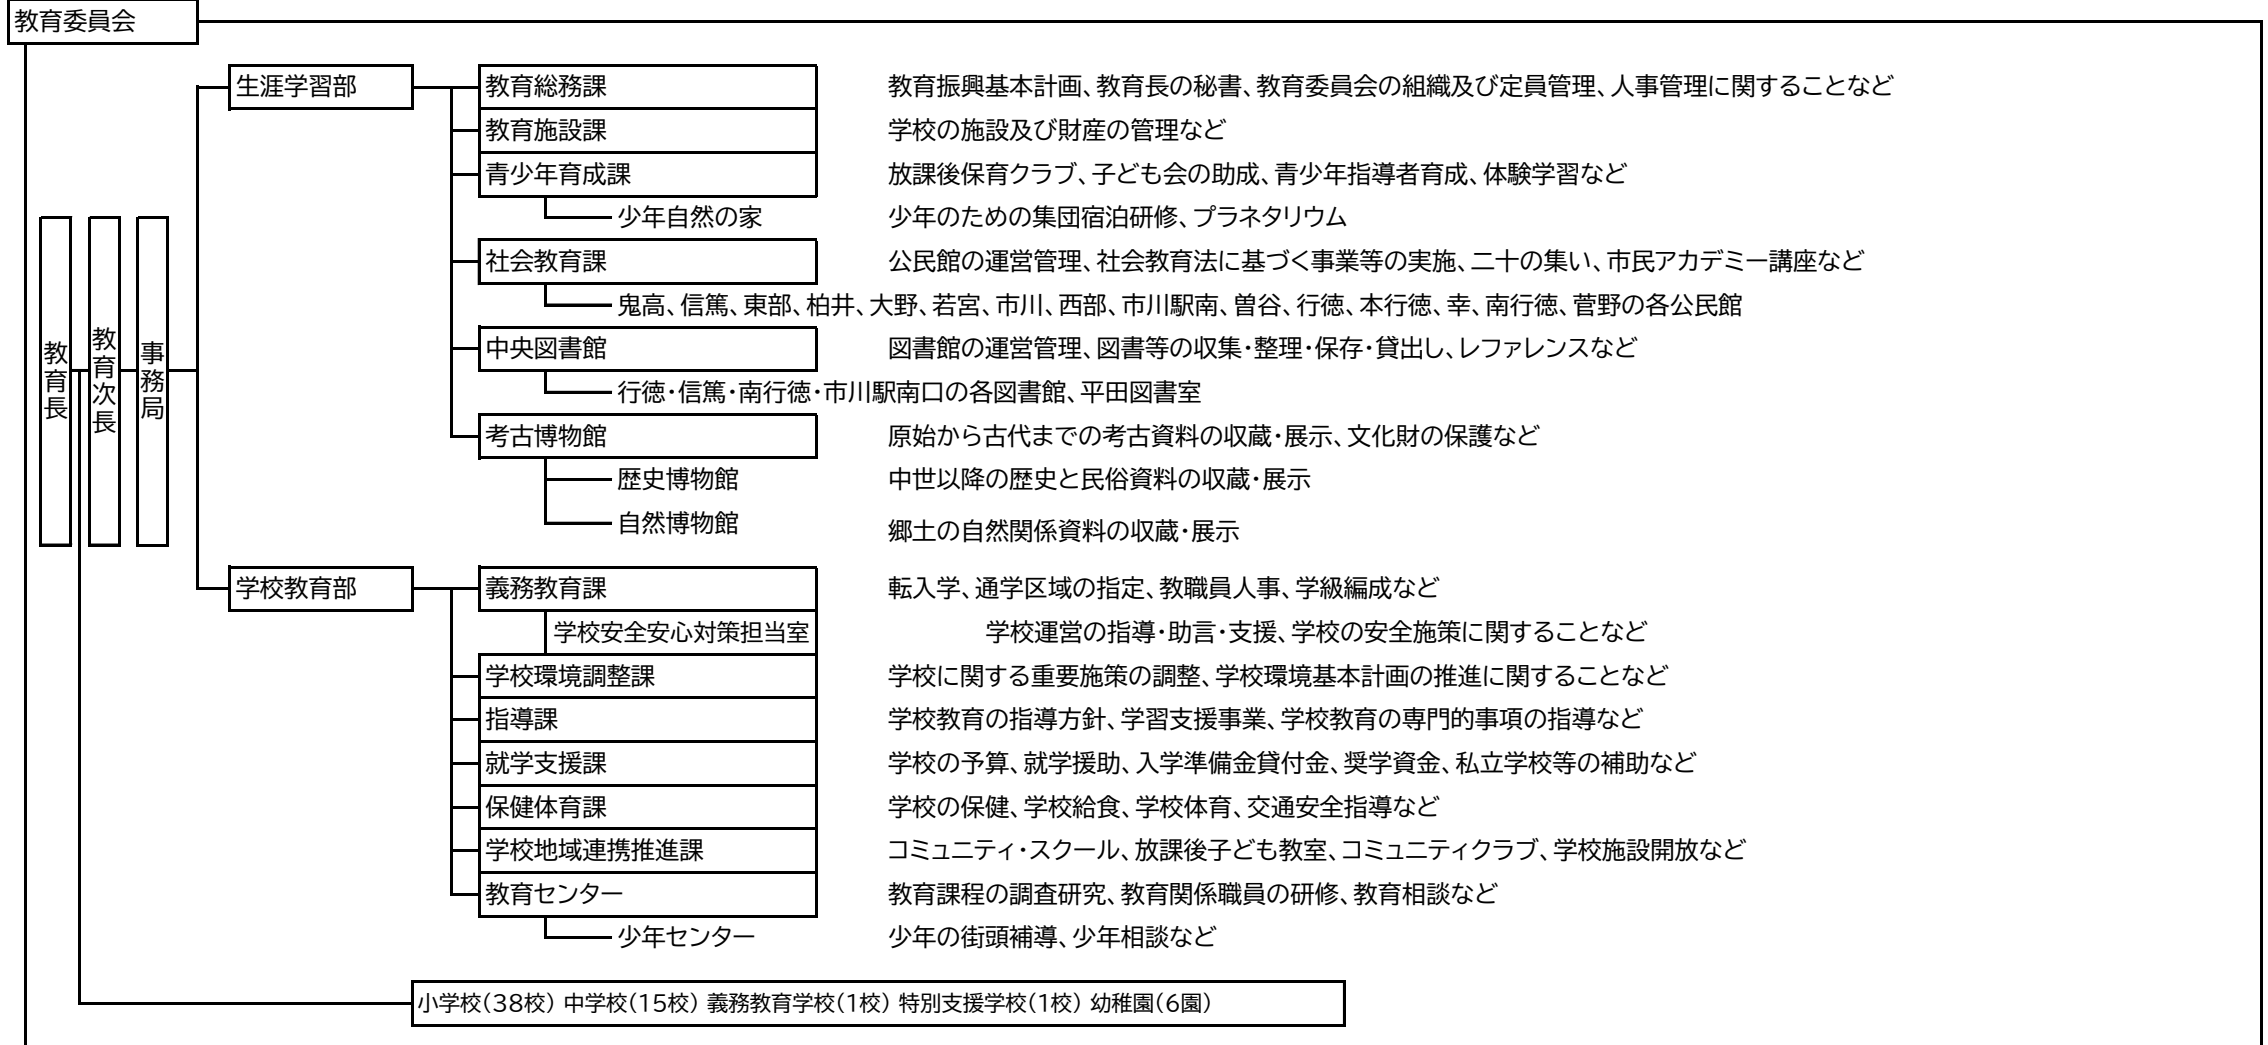 教育委員会
生涯学習部
教育総務課 教育振興基本計画、教育長の秘書、教育委員会の組織及び定員管理、人事管理に関することなど
教育施設課 学校の施設及び財産の管理など
青少年育成課 放課後保育クラブ、子ども会の助成、青少年指導者育成、体験学習など
少年自然の家 少年のための集団宿泊研修、プラネタリウム
社会教育課 公民館の運営管理、社会教育法に基づく事業等の実施、二十の集い、市民アカデミー講座など
鬼高、信篤、東部、柏井、大野、若宮、市川、西部、市川駅南、曽谷、行徳、本行徳、幸、南行徳、菅野の各公民館
中央図書館 図書館の運営管理、図書等の収集・整理・保存・貸出し、レファレンスなど
行徳・信篤・南行徳・市川駅南口の各図書館、平田図書室
考古博物館 原始から古代までの考古資料の収蔵・展示、文化財の保護など
歴史博物館 中世以降の歴史と民俗資料の収蔵・展示
自然博物館 郷土の自然関係資料の収蔵・展示
教育長
教育次長
事務局
学校教育部
義務教育課 転入学、通学区域の指定、教職員人事、学級編成など
学校安全安心対策担当室 学校運営の指導・助言・支援、学校の安全施策に関することなど
学校環境調整課 学校に関する重要施策の調整、学校環境基本計画の推進に関することなど
指導課 学校教育の指導方針、学習支援事業、学校教育の専門的事項の指導など
就学支援課 学校の予算、就学援助、入学準備金貸付金、奨学資金、私立学校等の補助など
保健体育課 学校の保健、学校給食、学校体育、交通安全指導など
学校地域連携推進課 コミュニティ・スクール、放課後子ども教室、コミュニティクラブ、学校施設開放など
教育センター 教育課程の調査研究、教育関係職員の研修、教育相談など
少年センター 少年の街頭補導、少年相談など
小学校（38校） 中学校（15校） 義務教育学校（1校） 特別支援学校（1校） 幼稚園（6園）